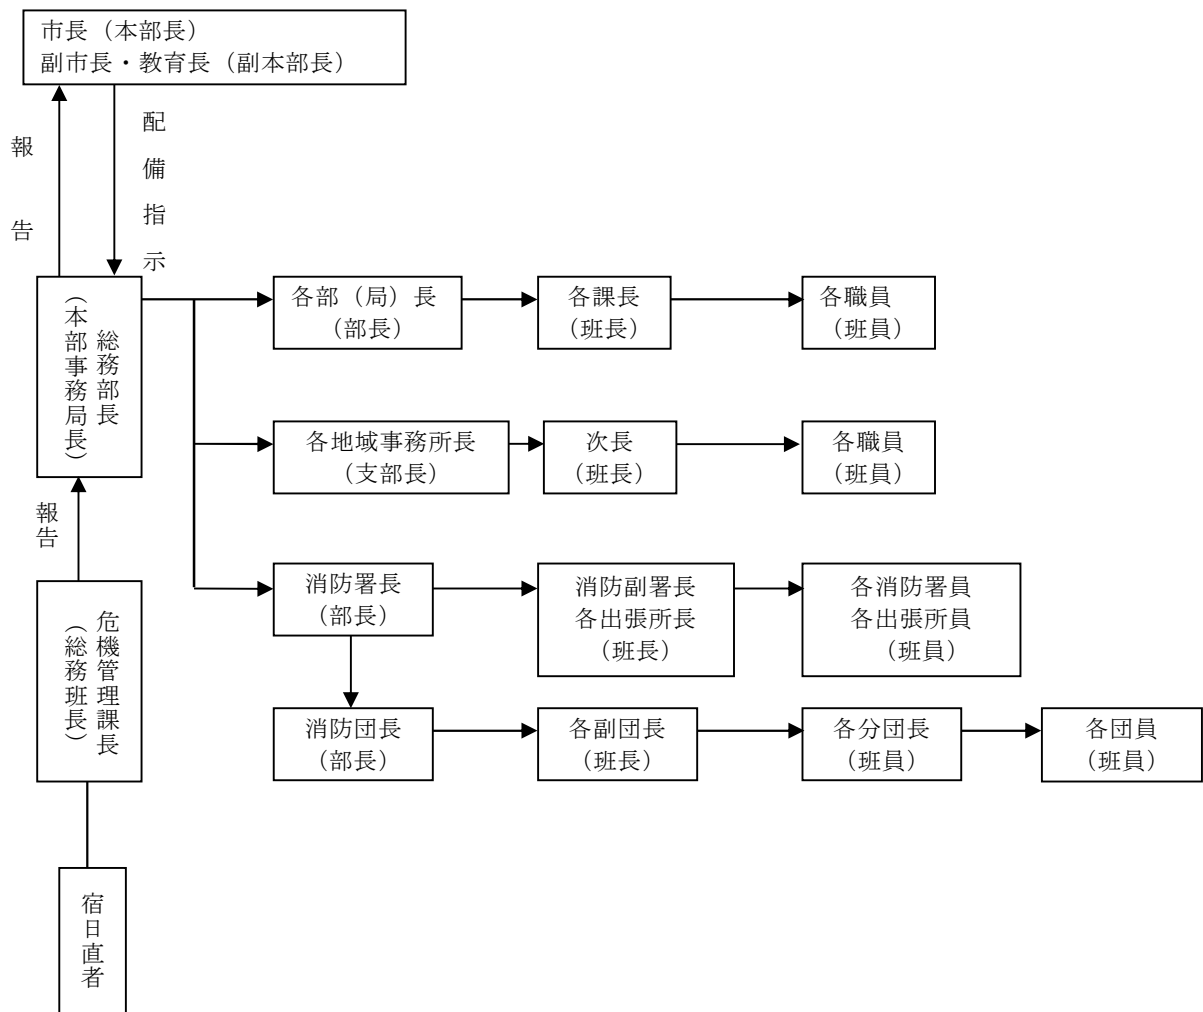 市長（本部長）
副市長・教育長（副本部長）
報告
配備指示
総務部長
（本部事務局長）
各部（局）長
（部長）
各課長
（班長）
各職員
（班員）
各地域事務所長
（支部長）
次長
（班長）
各職員
（班員）
報告
消防署長
（部長）
消防副署長
各出張所長
（班長）
各消防署員
各出張所員
（班員）
危機管理課長
（総務班長）
消防団長
（部長）
各副団長
（班長）
各分団長
（班員）
各団員
（班員）
宿日直者